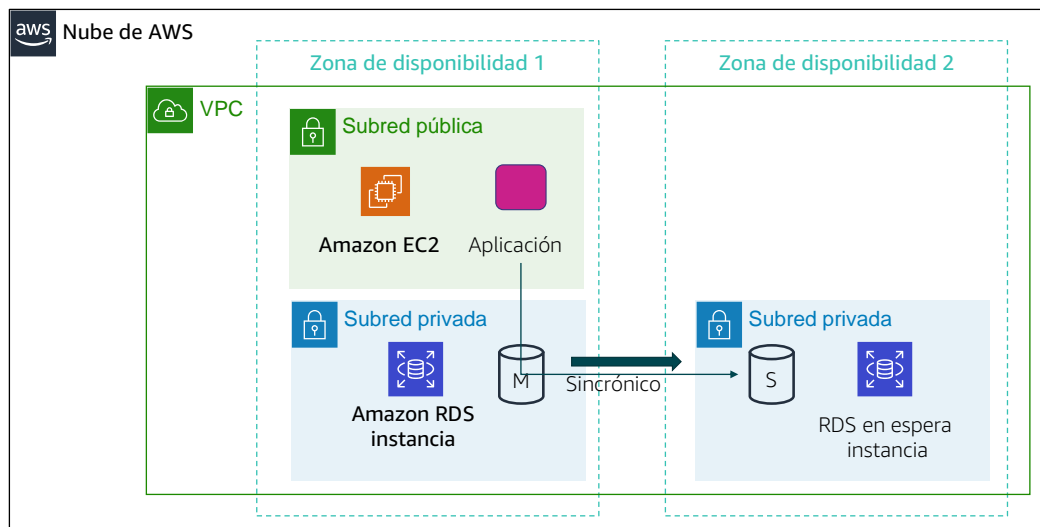 aws
Nube de AWS
Zona de disponibilidad 1
Zona de disponibilidad 2
VPC
Subred pública
Amazon EC2
Aplicación
Subred privada
Subred privada
M
Sincrónico
S
Amazon RDS
instancia
RDS en espera
instancia